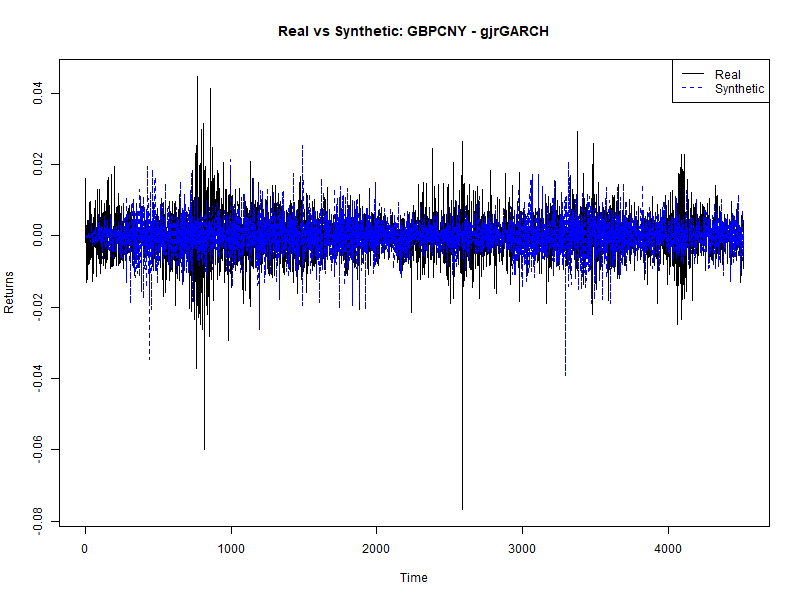 Real vs Synthetic: GBPCNY - gjrGARCH
Real
Synthetic
0.04
0.02
0.00
-0.02
-0.04
-0.06
-0.08
Returns
0
1000
2000
3000
4000
Time